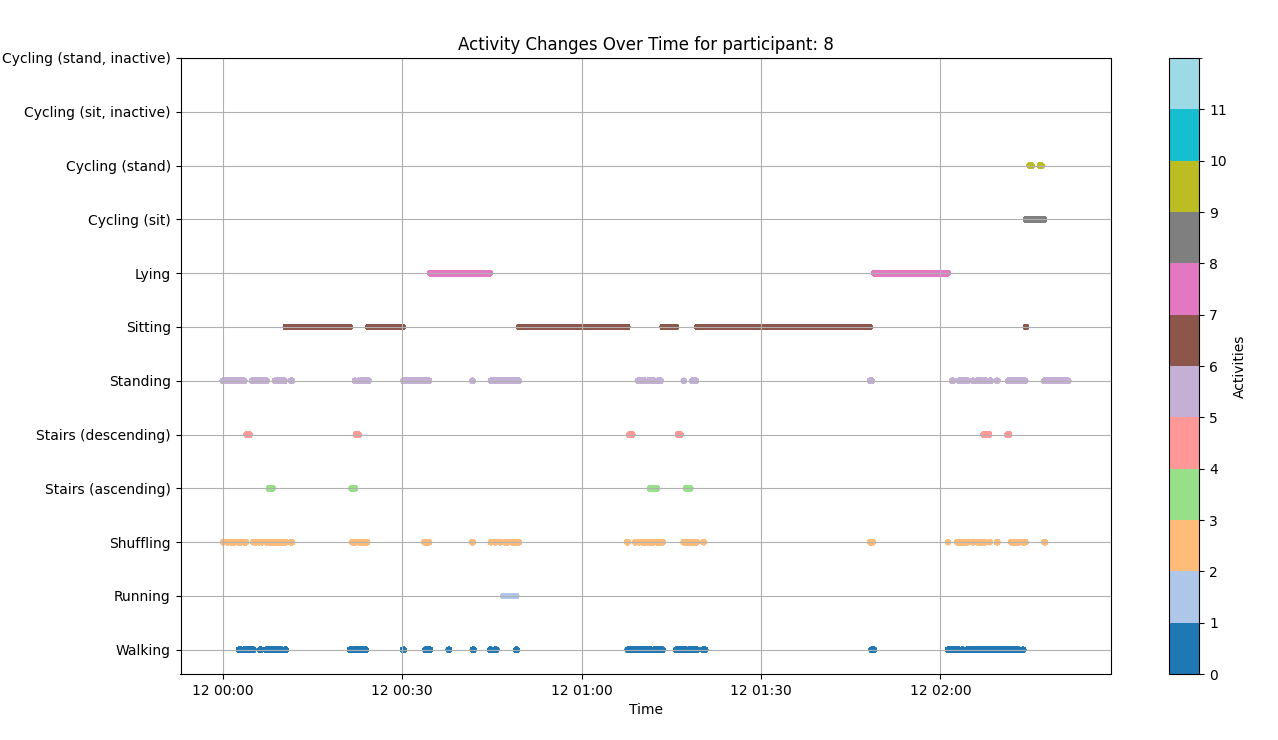 Activity Changes Over Time for participant: 8
Cycling (stand, inactive)
Cycling (sit, inactive)
Cycling (stand)
Cycling (sit)
Lying
Sitting
Standing
Stairs (descending)
Stairs (ascending)
Shuffling
Running
Walking
12 00:00
12 00:30
12 01:00
12 01:30
12 02:00
Time
11
10
9
8
7
6
5
4
3
2
1
0
Activities